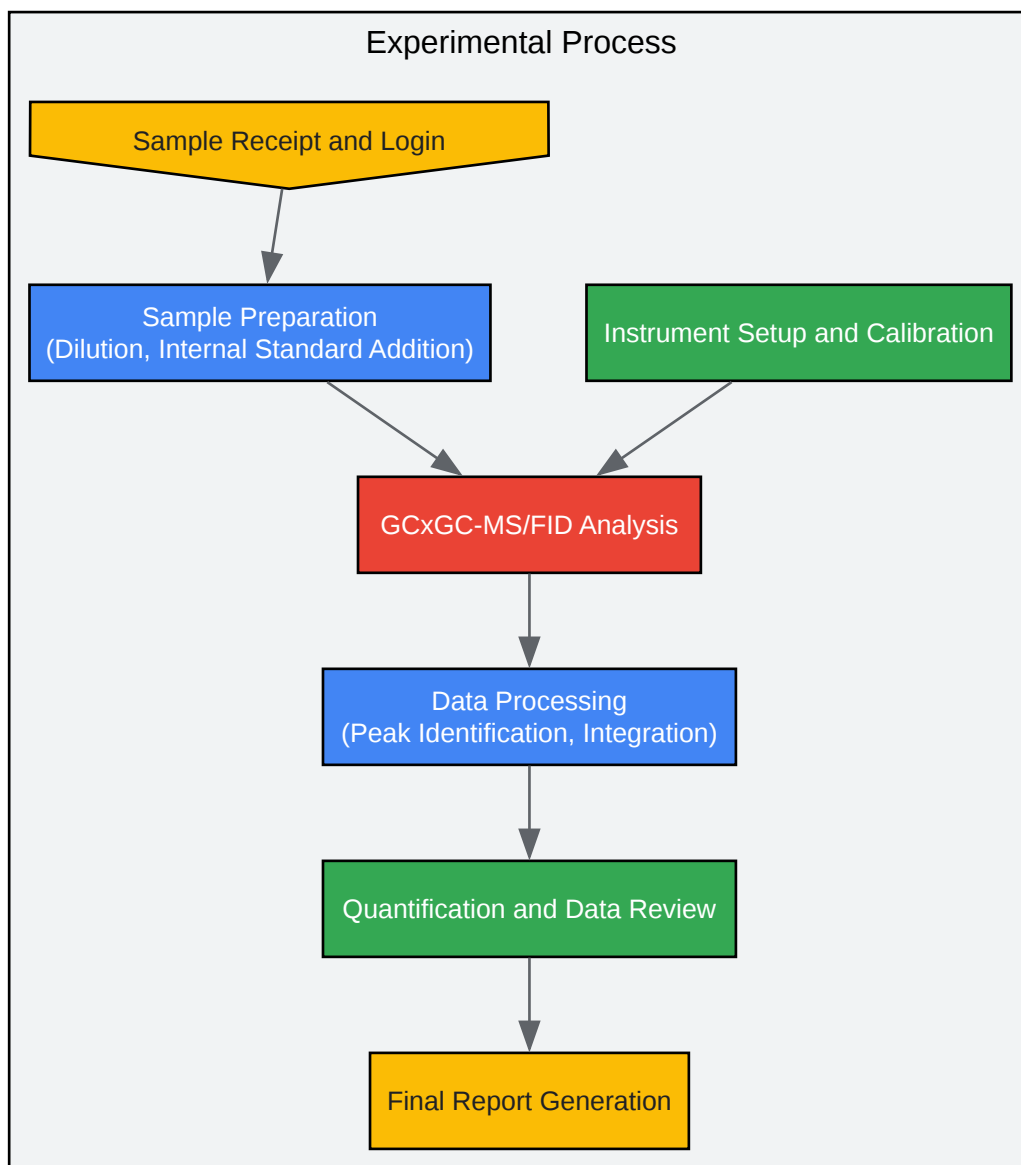 Experimental Process
Sample Receipt and Login
Sample Preparation
(Dilution, Internal Standard Addition)
Instrument Setup and Calibration
GCxGC-MS/FID Analysis
Data Processing
(Peak Identification, Integration)
Quantification and Data Review
Final Report Generation